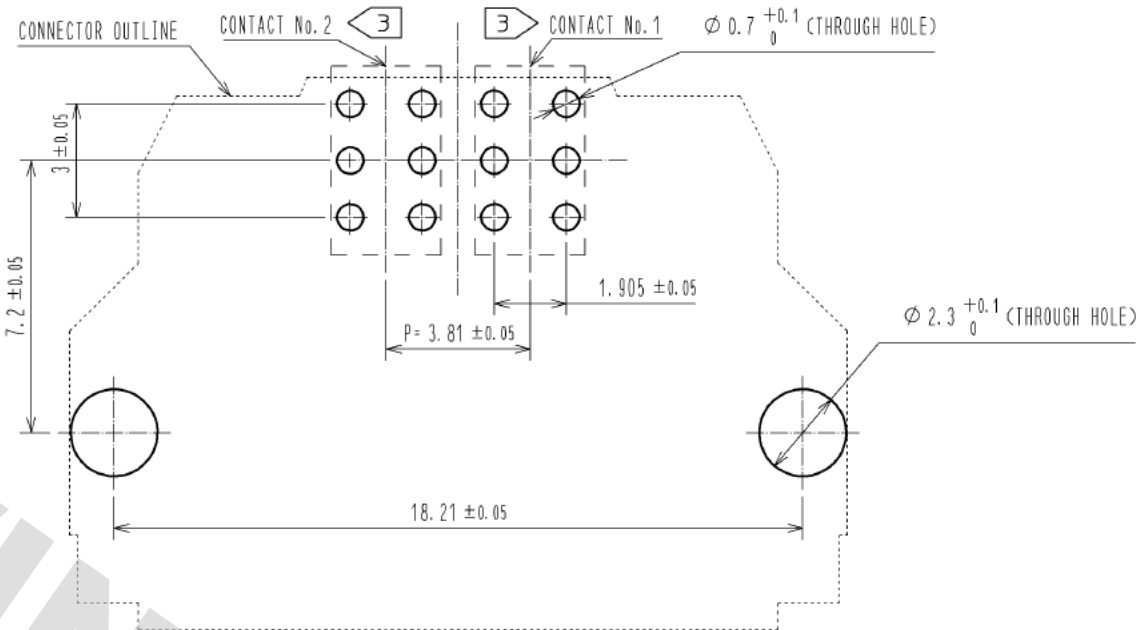 CONNECTOR OUTLINE
CONTACT No. 2
3
3
CONTACT No. 1
Ø 0.7 +0.1 0 (THROUGH HOLE)
3 ±0.05
7.2 ±0.05
1.905 ±0.05
P= 3.81 ±0.05
Ø 2.3 +0.1 0 (THROUGH HOLE)
18.21 ±0.05